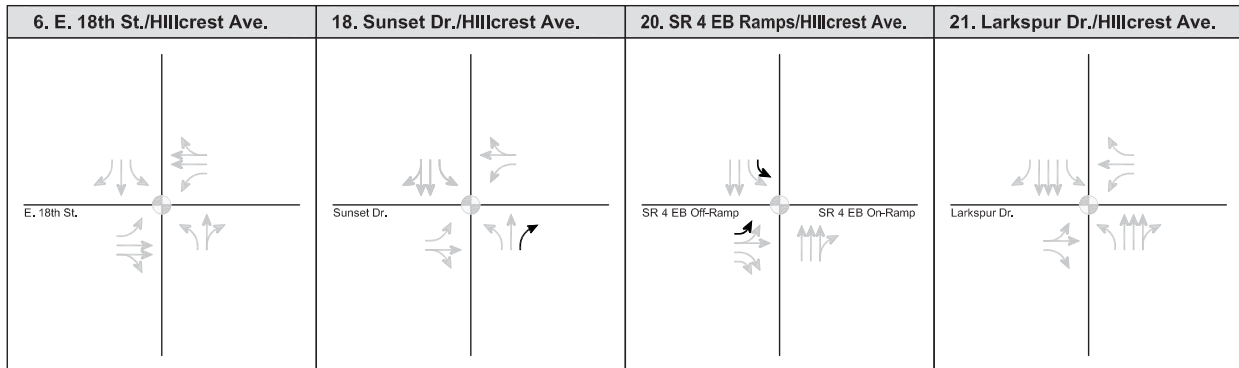 6. E. 18th St./Hillcrest Ave.
18. Sunset Dr./Hillcrest Ave.
20. SR 4 EB Ramps/Hillcrest Ave.
21. Larkspur Dr./Hillcrest Ave.
E. 18th St.
Sunset Dr.
SR 4 EB Off-Ramp
SR 4 EB On-Ramp
Larkspur Dr.